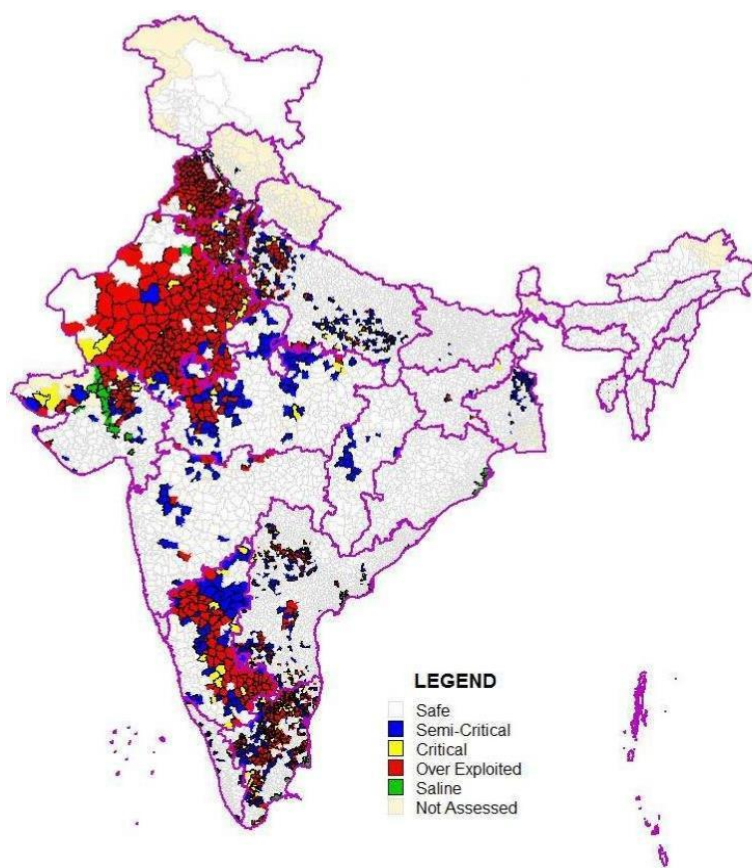 LEGEND
Safe
Semi-Critical
Critical
Over Exploited
Saline
Not Assessed